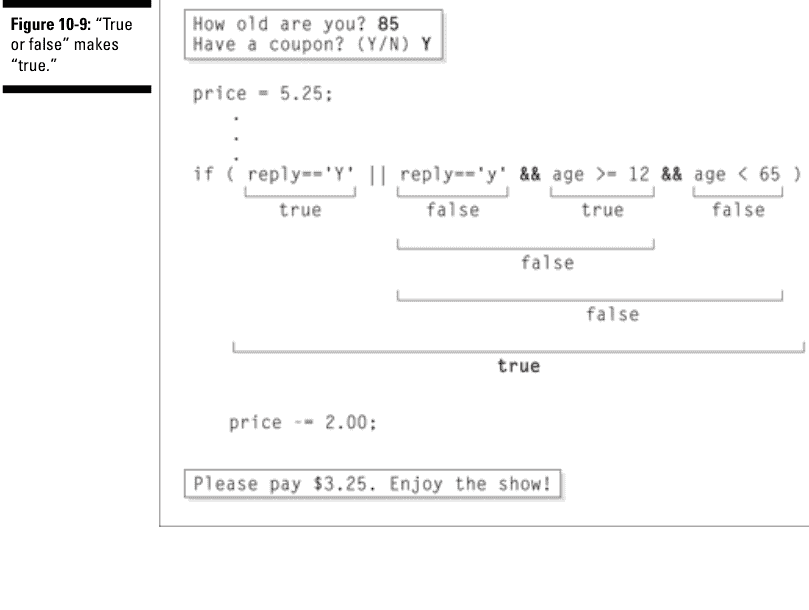 Figure 10-9: “True
or false” makes
“true.”
How old are you? 85
Have a coupon? (Y/N) Y
price = 5.25;
.
.
.
if ( reply=='Y' || reply=='y' && age >= 12 && age < 65 )
true false true false
false
false
true
price -= 2.00;
Please pay $3.25. Enjoy the show!